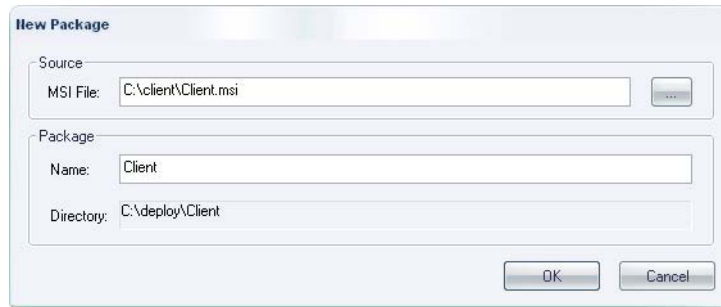 New Package
Source
MSI File: C:\client\Client.msi ...
Package
Name: Client
Directory: C:\deploy\Client
OK Cancel